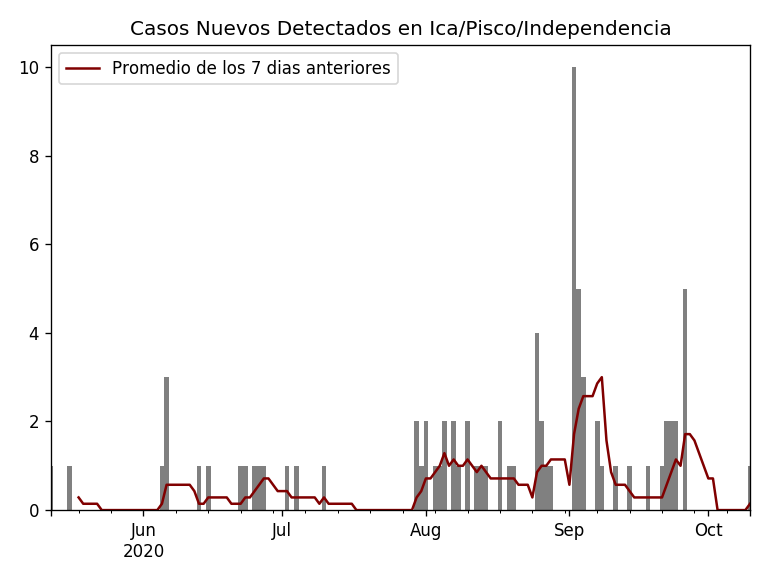 Casos Nuevos Detectados en Ica/Pisco/Independencia
Promedio de los 7 dias anteriores
10
8
6
4
2
0
Jun Jul Aug Sep Oct
2020